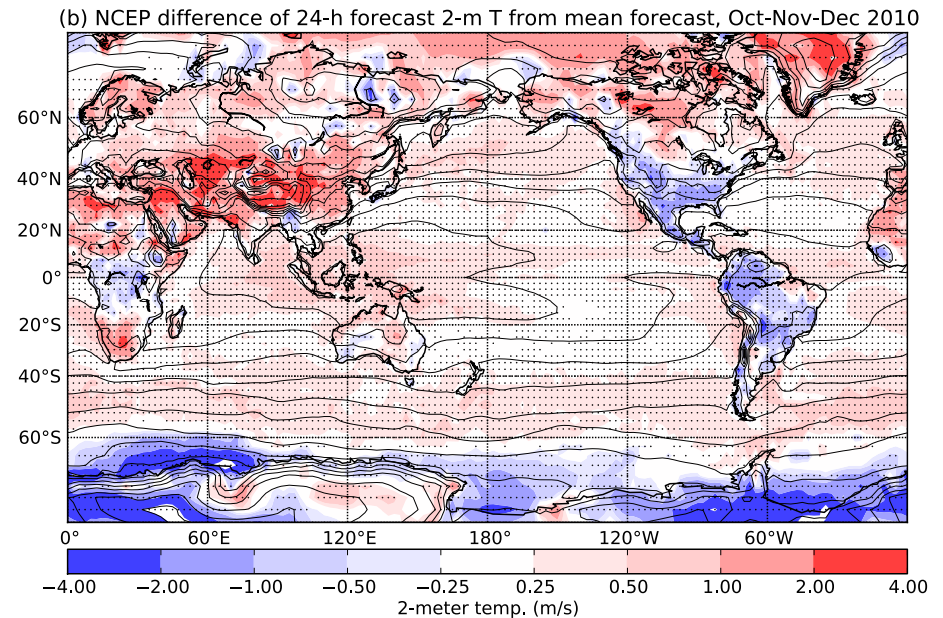 (b) NCEP difference of 24-h forecast 2-m T from mean forecast, Oct-Nov-Dec 2010
60°N
40°N
20°N
0°
20°S
40°S
60°S
0° 60°E 120°E 180°E 120°W 60°W
−4.00 −2.00 −1.00 −0.50 −0.25 0.25 0.50 1.00 2.00 4.00
2-meter temp. (m/s)